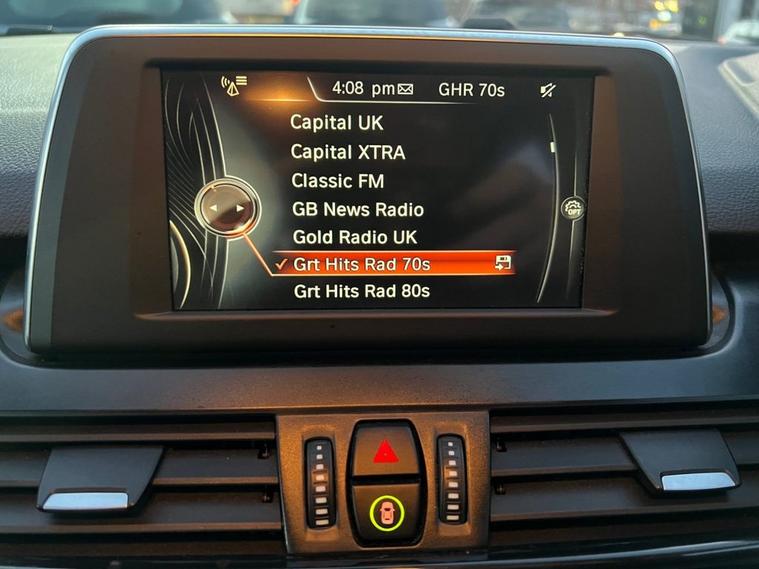 4:08 pm GHR 70s
Capital UK
Capital XTRA
Classic FM
GB News Radio
Gold Radio UK
Grt Hits Rad 70s
Grt Hits Rad 80s
OPT